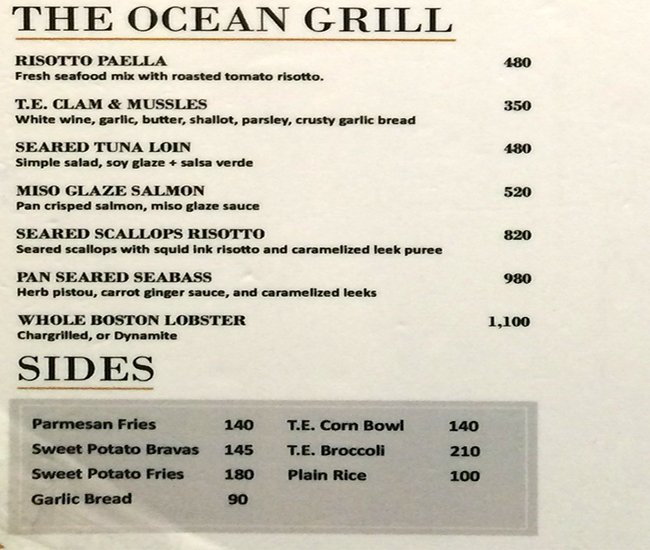 THE OCEAN GRILL
RISOTTO PAELLA 480
Fresh seafood mix with roasted tomato risotto.
T.E. CLAM & MUSSLES 350
White wine, garlic, butter, shallot, parsley, crusty garlic bread
SEARED TUNA LOIN 480
Simple salad, soy glaze + salsa verde
MISO GLAZE SALMON 520
Pan crisped salmon, miso glaze sauce
SEARED SCALLOPS RISOTTO 820
Seared scallops with squid ink risotto and caramelized leek puree
PAN SEARED SEABASS 980
Herb pistou, carrot ginger sauce, and caramelized leeks
WHOLE BOSTON LOBSTER 1,100
Chargrilled, or Dynamite
SIDES
Parmesan Fries 140 T.E. Corn Bowl 140
Sweet Potato Bravas 145 T.E. Broccoli 210
Sweet Potato Fries 180 Plain Rice 100
Garlic Bread 90